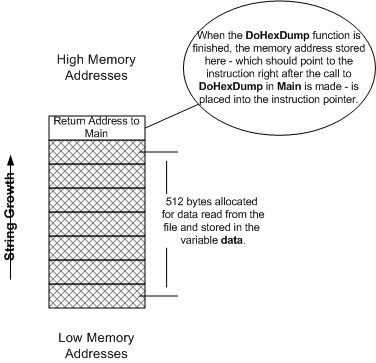 When the DoHexDump function is
finished, the memory address stored
here - which should point to the
instruction right after the call to
DoHexDump in Main is made - is
placed into the instruction pointer.
High Memory
Addresses
Return Address to
Main
String Growth
512 bytes allocated
for data read from the
file and stored in the
variable data.
Low Memory
Addresses